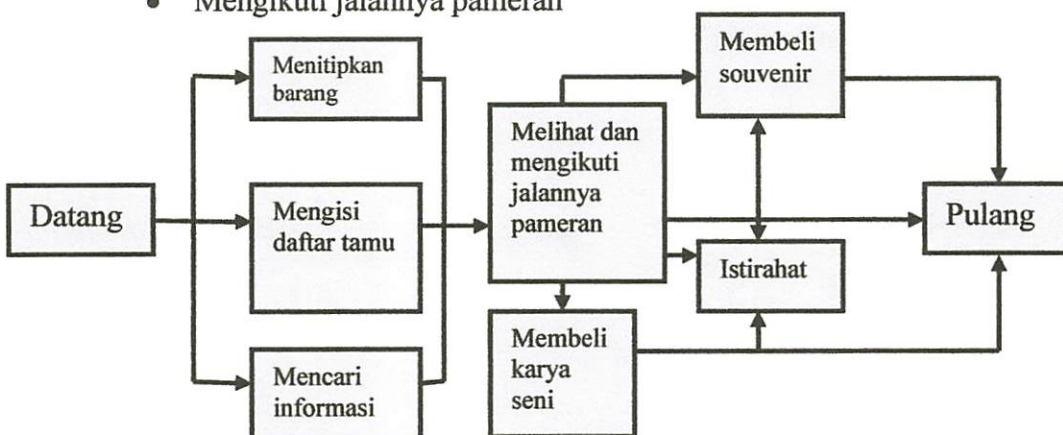 • Mengikuti jalannya pameran
Menitipkan
barang
Membeli
souvenir
Melihat dan
mengikuti
jalannya
pameran
Datang
Mengisi
daftar tamu
Pulang
Istirahat
Mencari
informasi
Membeli
karya
seni